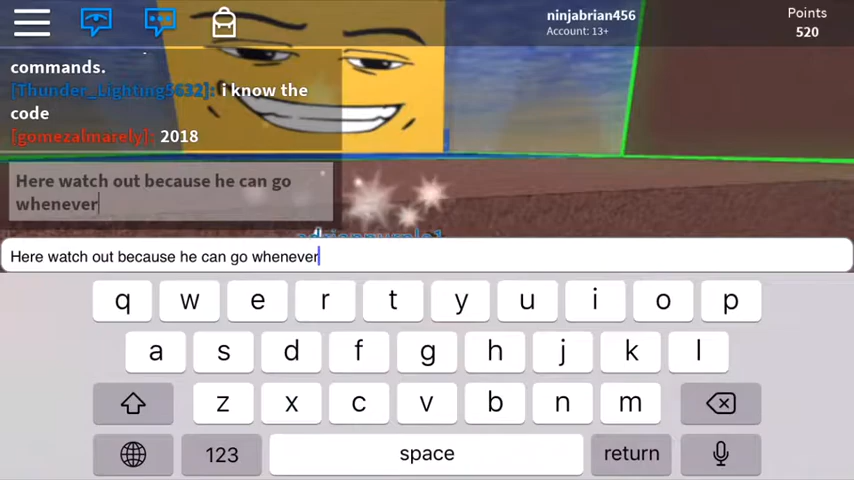 ninjabrian456
Account: 13+
Points
520
commands.
[Thunder_Lighting5632]: i know the
code
[gomezalmarely]: 2018
Here watch out because he can go
whenever
Here watch out because he can go whenever
q w e r t y u i o p
a s d f g h j k l
z x c v b n m
123 space return